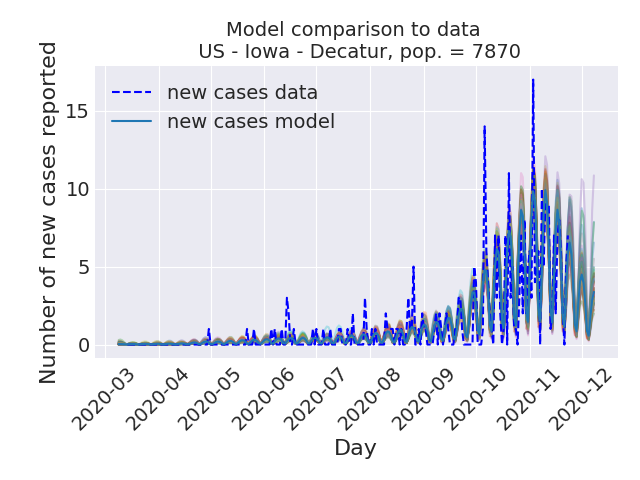 Model comparison to data
US - Iowa - Decatur, pop. = 7870
Number of new cases reported
15
10
5
0
new cases data
new cases model
2020-03
2020-04
2020-05
2020-06
2020-07
2020-08
2020-09
2020-10
2020-11
2020-12
Day